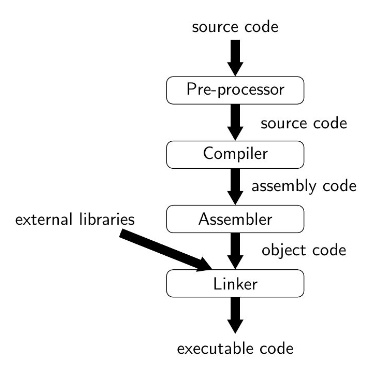 source code
Pre-processor
source code
Compiler
assembly code
external libraries
Assembler
object code
Linker
executable code